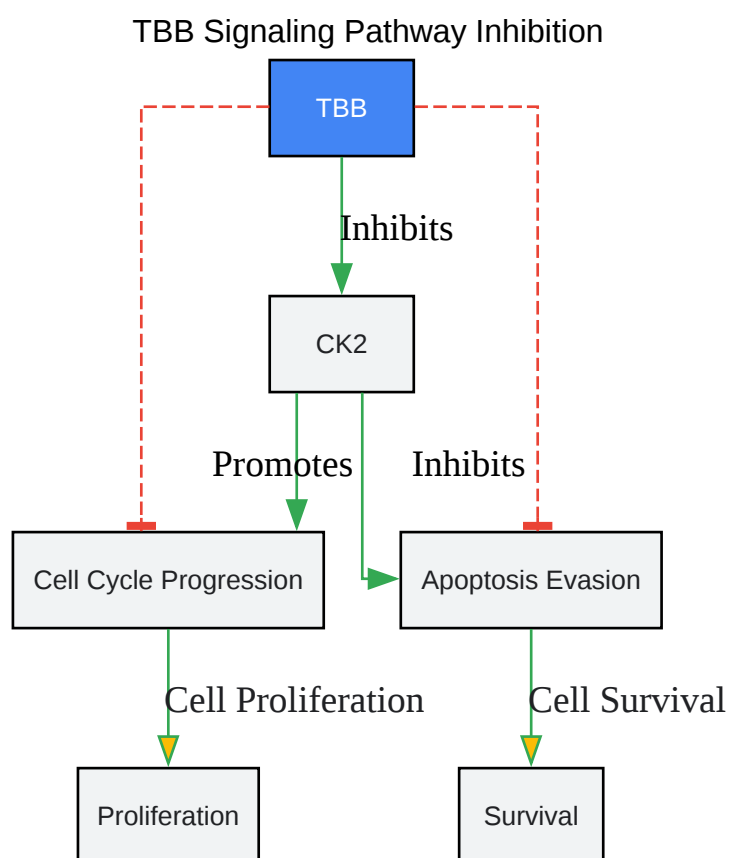 TBB Signaling Pathway Inhibition
TBB
Inhibits
CK2
Promotes
Inhibits
Cell Cycle Progression
Apoptosis Evasion
Cell Proliferation
Cell Survival
Proliferation
Survival